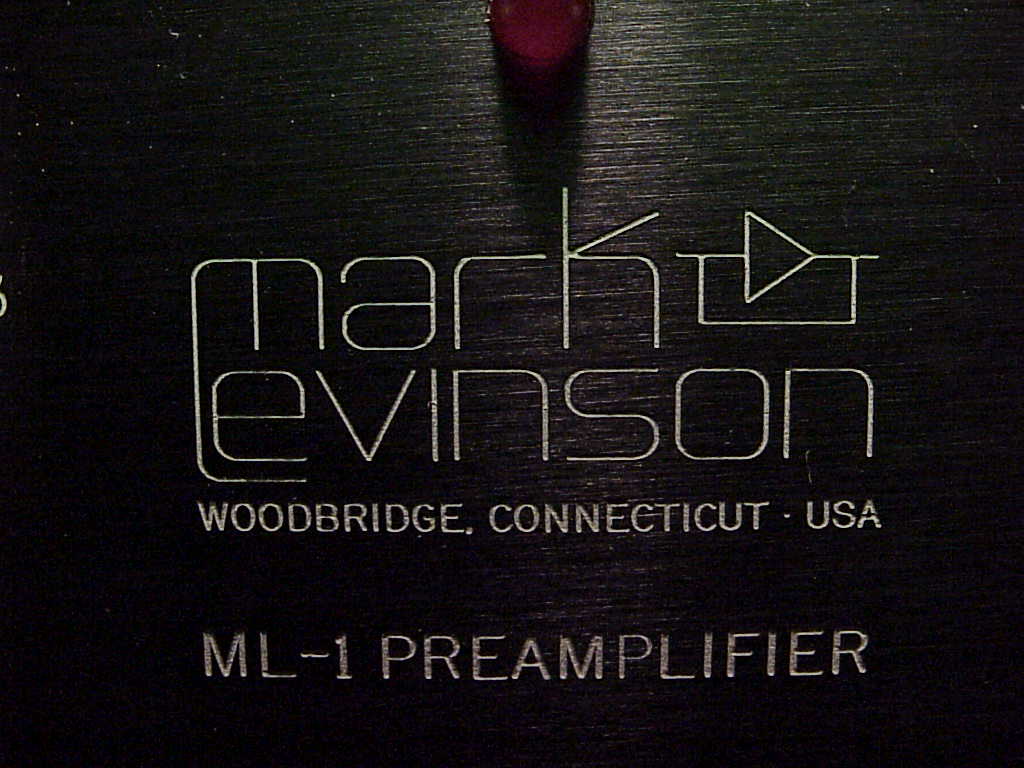 mark
Levinson
WOODBRIDGE, CONNECTICUT · USA
ML-1 PREAMPLIFIER